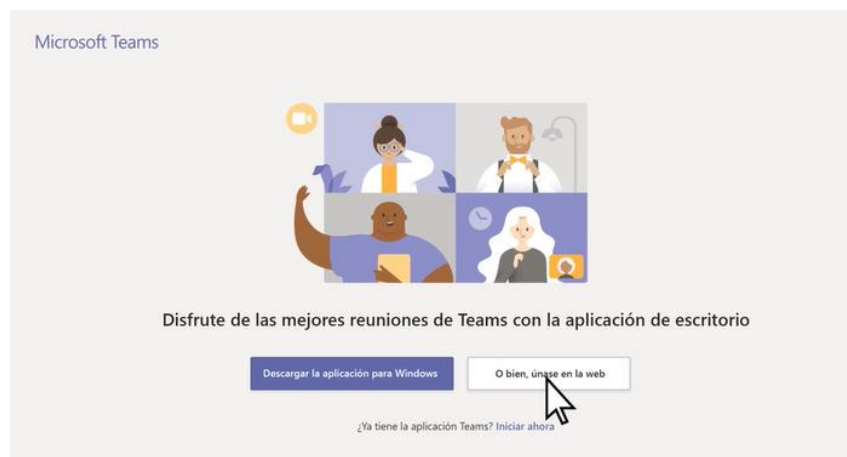 Microsoft Teams
Disfrute de las mejores reuniones de Teams con la aplicación de escritorio
Descargar la aplicación para Windows
O bien, únase en la web
¿Ya tiene la aplicación Teams? Iniciar ahora